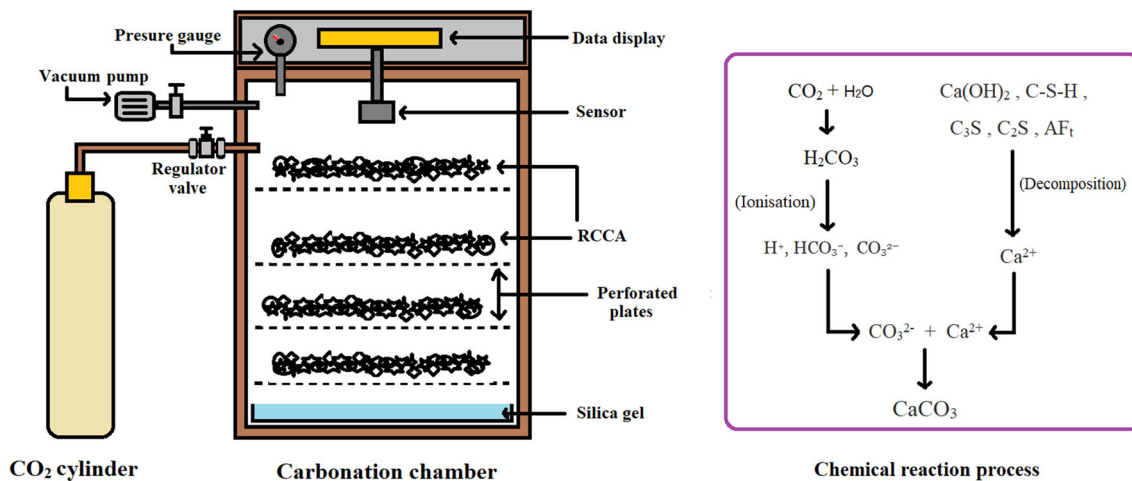 Presure gauge
Data display
Vacuum pump
Sensor
Regulator
valve
RCCA
Perforated
plates
Silica gel
CO₂ cylinder
Carbonation chamber
CO₂ + H₂O
H₂CO₃
(Ionisation)
H⁺, HCO₃⁻, CO₃²⁻
Ca(OH)₂ , C-S-H ,
C₃S , C₂S , AFₜ
(Decomposition)
Ca²⁺
CO₃²⁻ + Ca²⁺
CaCO₃
Chemical reaction process